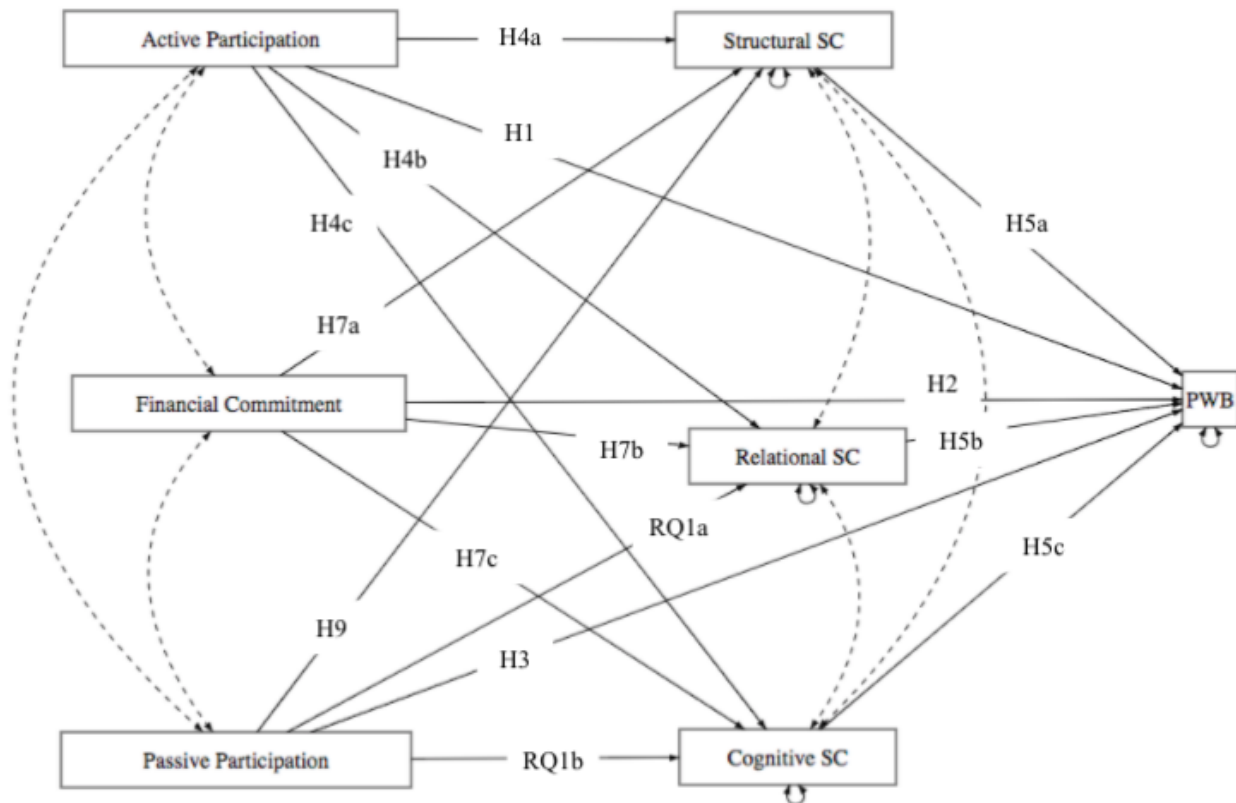 Active Participation
H4a
Structural SC
H1
H4b
H4c
H5a
H7a
Financial Commitment
H2
PWB
H7b
Relational SC
H5b
RQ1a
H7c
H5c
H9
H3
Passive Participation
RQ1b
Cognitive SC